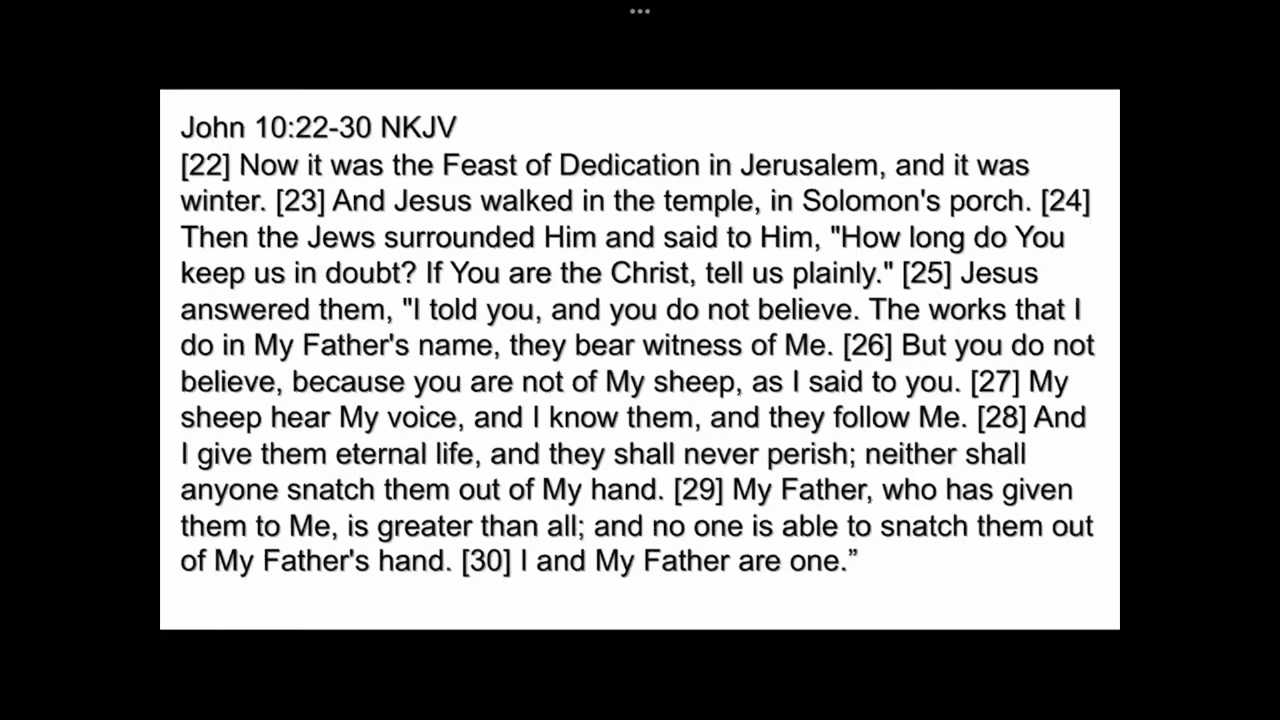 John 10:22-30 NKJV
[22] Now it was the Feast of Dedication in Jerusalem, and it was
winter. [23] And Jesus walked in the temple, in Solomon's porch. [24]
Then the Jews surrounded Him and said to Him, "How long do You
keep us in doubt? If You are the Christ, tell us plainly." [25] Jesus
answered them, "I told you, and you do not believe. The works that I
do in My Father's name, they bear witness of Me. [26] But you do not
believe, because you are not of My sheep, as I said to you. [27] My
sheep hear My voice, and I know them, and they follow Me. [28] And
I give them eternal life, and they shall never perish; neither shall
anyone snatch them out of My hand. [29] My Father, who has given
them to Me, is greater than all; and no one is able to snatch them out
of My Father's hand. [30] I and My Father are one.”